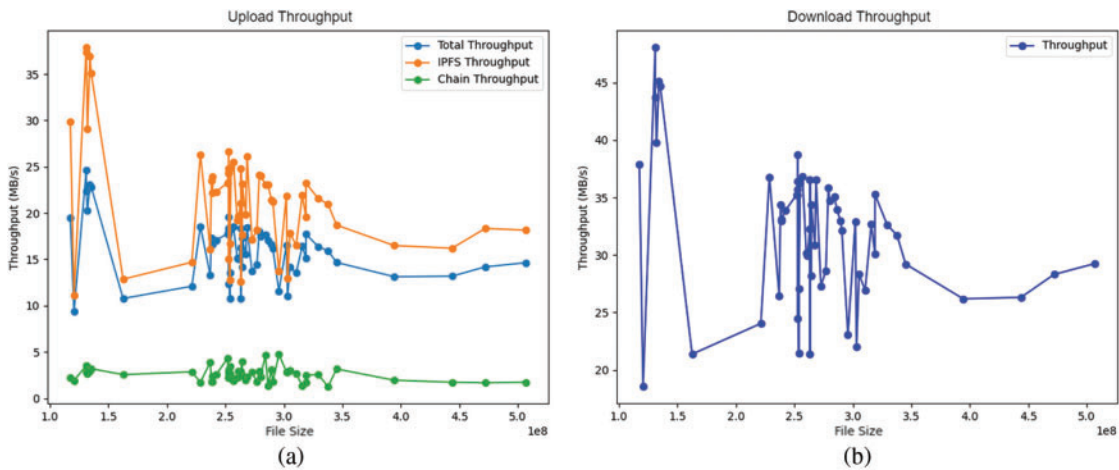 Upload Throughput
Total Throughput
IPFS Throughput
Chain Throughput
Throughput (MB/s)
35
30
25
20
15
10
5
0
1.0 1.5 2.0 2.5 3.0 3.5 4.0 4.5 5.0
1e8
File Size
(a)
Download Throughput
Throughput
Throughput (MB/s)
45
40
35
30
25
20
1.0 1.5 2.0 2.5 3.0 3.5 4.0 4.5 5.0
1e8
File Size
(b)